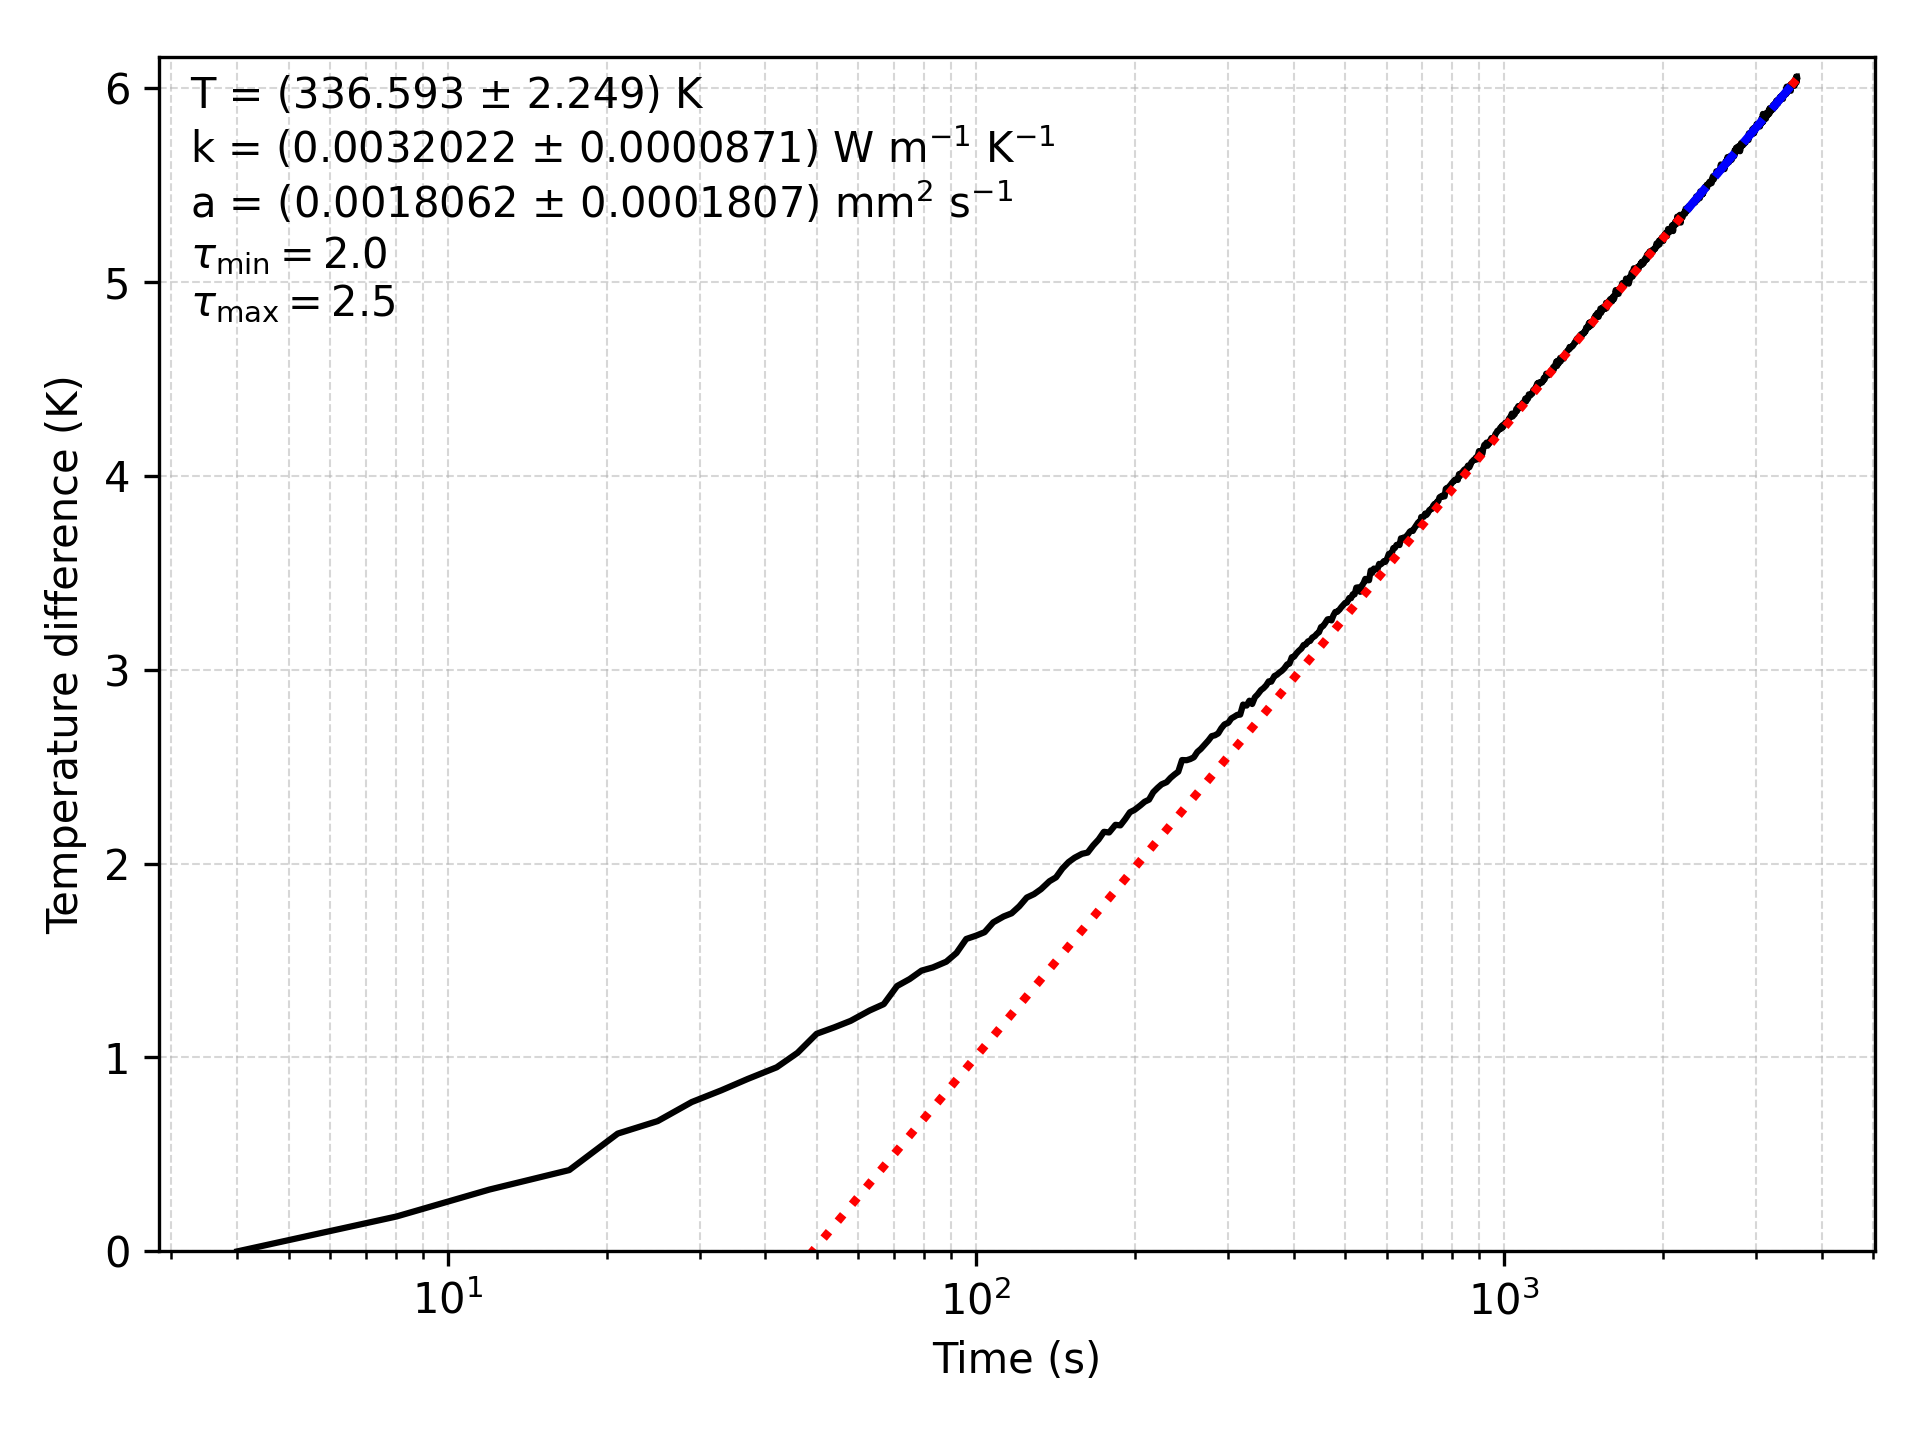 T = (336.593 ± 2.249) K
k = (0.0032022 ± 0.0000871) W m⁻¹ K⁻¹
a = (0.0018062 ± 0.0001807) mm² s⁻¹
τmin = 2.0
τmax = 2.5
6
5
4
3
2
1
0
Temperature difference (K)
10¹ 10² 10³
Time (s)